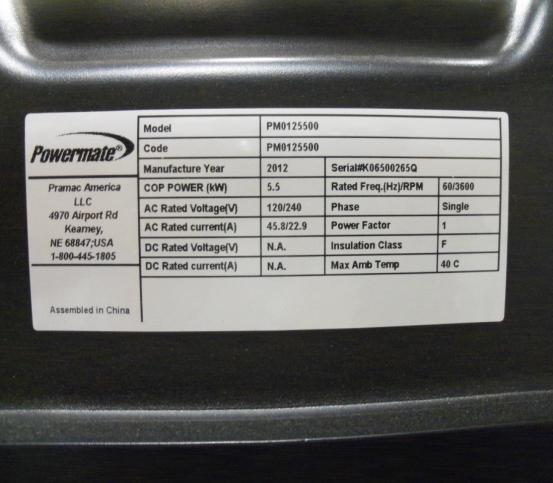 Powermate®
Pramac America
LLC
4970 Airport Rd
Kearney,
NE 68847;USA
1-800-445-1805
Assembled in China
Model PM0125500
Code PM0125500
Manufacture Year 2012 Serial#K06500265Q
COP POWER (kW) 5.5 Rated Freq.(Hz)/RPM 60/3600
AC Rated Voltage(V) 120/240 Phase Single
AC Rated current(A) 45.8/22.9 Power Factor 1
DC Rated Voltage(V) N.A. Insulation Class F
DC Rated current(A) N.A. Max Amb Temp 40 C